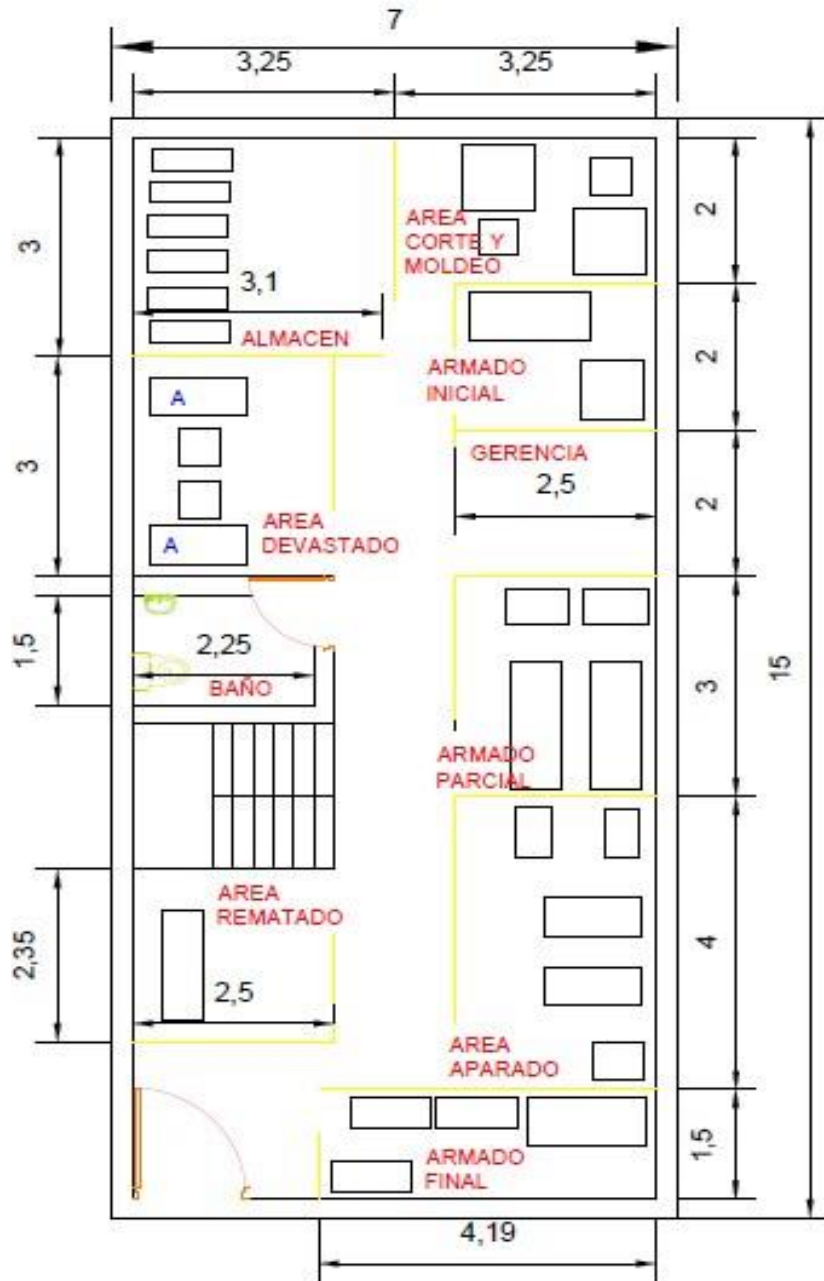 7
3,25
3,25
3
2
AREA
CORTE Y
MOLDEO
3,1
ALMACEN
2
ARMADO
INICIAL
3
A
GERENCIA
2,5
2
A
AREA
DEVASTADO
1,5
2,25
BAÑO
3
15
ARMADO
PARCIAL
AREA
REMATADO
2,35
2,5
4
AREA
APARADO
1,5
ARMADO
FINAL
4,19